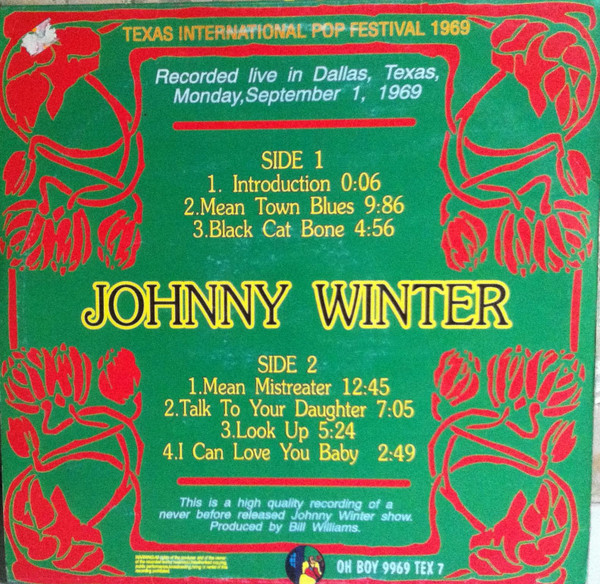 TEXAS INTERNATIONAL POP FESTIVAL 1969
Recorded live in Dallas, Texas,
Monday,September 1, 1969
SIDE 1
1. Introduction 0:06
2.Mean Town Blues 9:86
3.Black Cat Bone 4:56
JOHNNY WINTER
SIDE 2
1.Mean Mistreater 12:45
2.Talk To Your Daughter 7:05
3.Look Up 5:24
4.I Can Love You Baby 2:49
This is a high quality recording of a
never before released Johnny Winter show.
Produced by Bill Williams.
OH BOY 9969 TEX 7